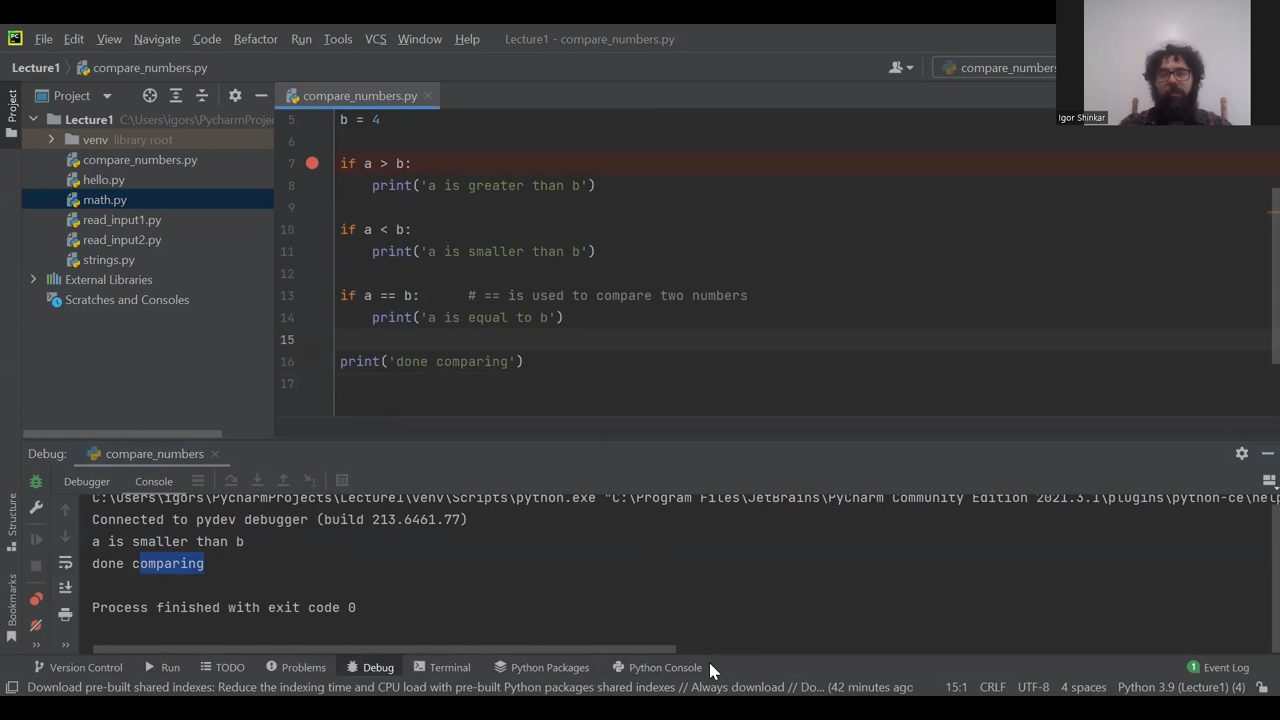 File Edit View Navigate Code Refactor Run Tools VCS Window Help Lecture1 - compare_numbers.py
Lecture1 compare_numbers.py compare_numbers
Igor Shinkar
Project Project compare_numbers.py
Lecture1 C:\Users\igors\PycharmProjec
venv library root
compare_numbers.py
hello.py
math.py
read_input1.py
read_input2.py
strings.py
External Libraries
Scratches and Consoles
5 b = 4
6
7 if a > b:
8 print('a is greater than b')
9
10 if a < b:
11 print('a is smaller than b')
12
13 if a == b: # == is used to compare two numbers
14 print('a is equal to b')
15
16 print('done comparing')
17
Debug: compare_numbers
Debugger Console
C:\Users\igors\PycharmProjects\Lecture1\venv\Scripts\python.exe "C:\Program Files\JetBrains\PyCharm Community Edition 2021.3.1\plugins\python-ce\help
Connected to pydev debugger (build 213.6461.77)
a is smaller than b
done comparing
Process finished with exit code 0
Structure
Bookmarks
Version Control Run TODO Problems Debug Terminal Python Packages Python Console 1 Event Log
Download pre-built shared indexes: Reduce the indexing time and CPU load with pre-built Python packages shared indexes // Always download // Do... (42 minutes ago 15:1 CRLF UTF-8 4 spaces Python 3.9 (Lecture1) (4)